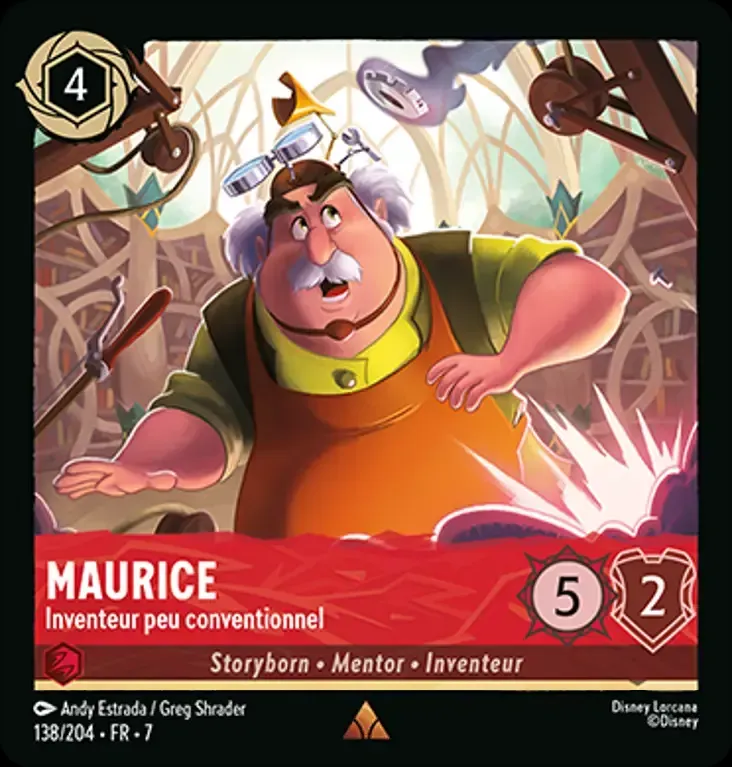 4
MAURICE
Inventeur peu conventionnel
5
2
Storyborn • Mentor • Inventeur
Andy Estrada / Greg Shrader
138/204 • FR • 7
Disney Lorcana
©Disney